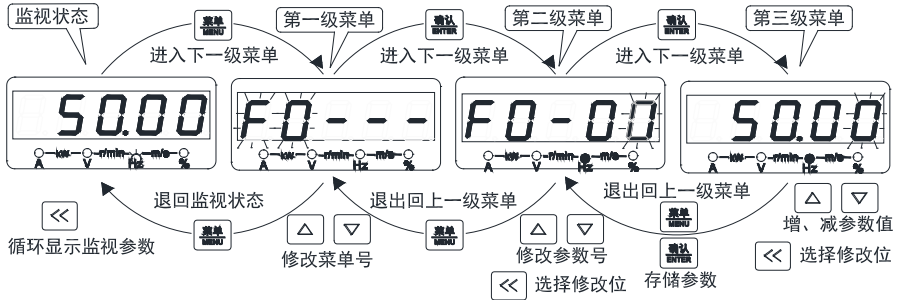 监视状态
菜单
MENU
第一级菜单
确认
ENTER
第二级菜单
确认
ENTER
第三级菜单
进入下一级菜单
进入下一级菜单
进入下一级菜单
50.00
F0---
F0-00
50.00
A kw V r/min Hz m/s %
A kw V r/min Hz m/s %
A kw V r/min Hz m/s %
A kw V r/min Hz m/s %
退回监视状态
退出回上一级菜单
退出回上一级菜单
菜单
MENU
菜单
MENU
菜单
MENU
确认
ENTER
循环显示监视参数
修改菜单号
修改参数号
选择修改位
存储参数
增、减参数值
选择修改位